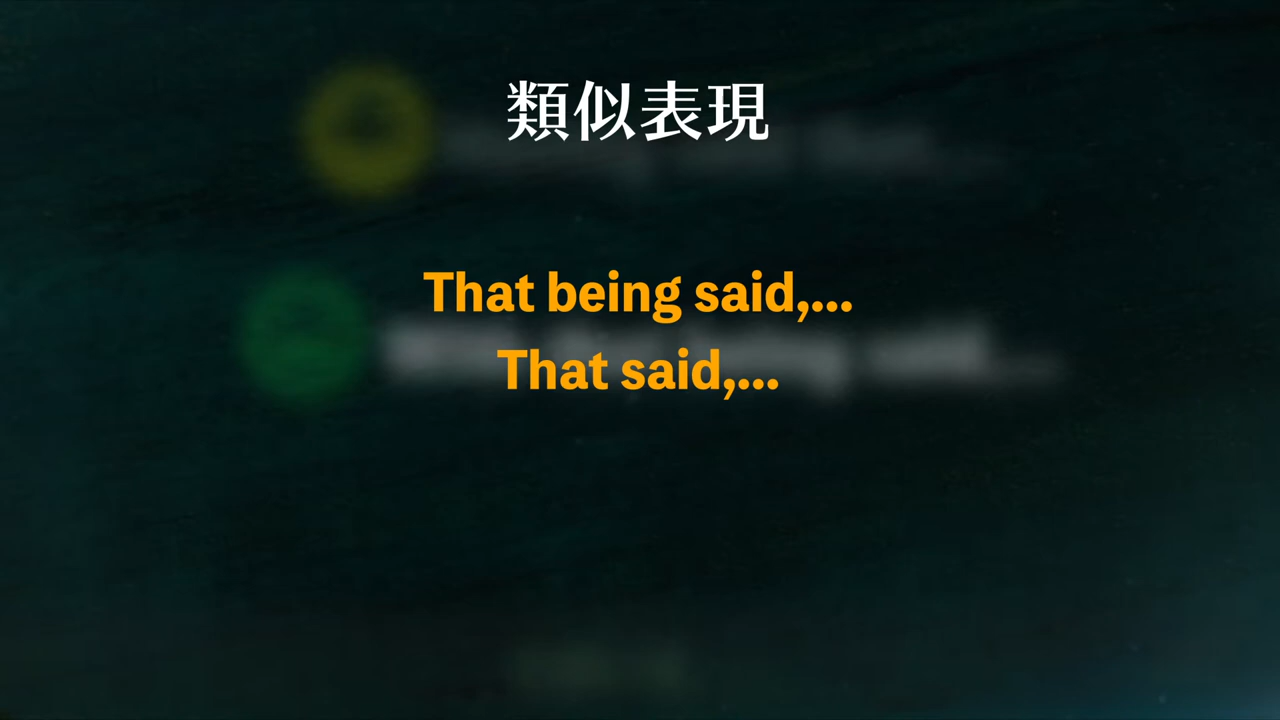 類似表現
That being said,...
That said,...